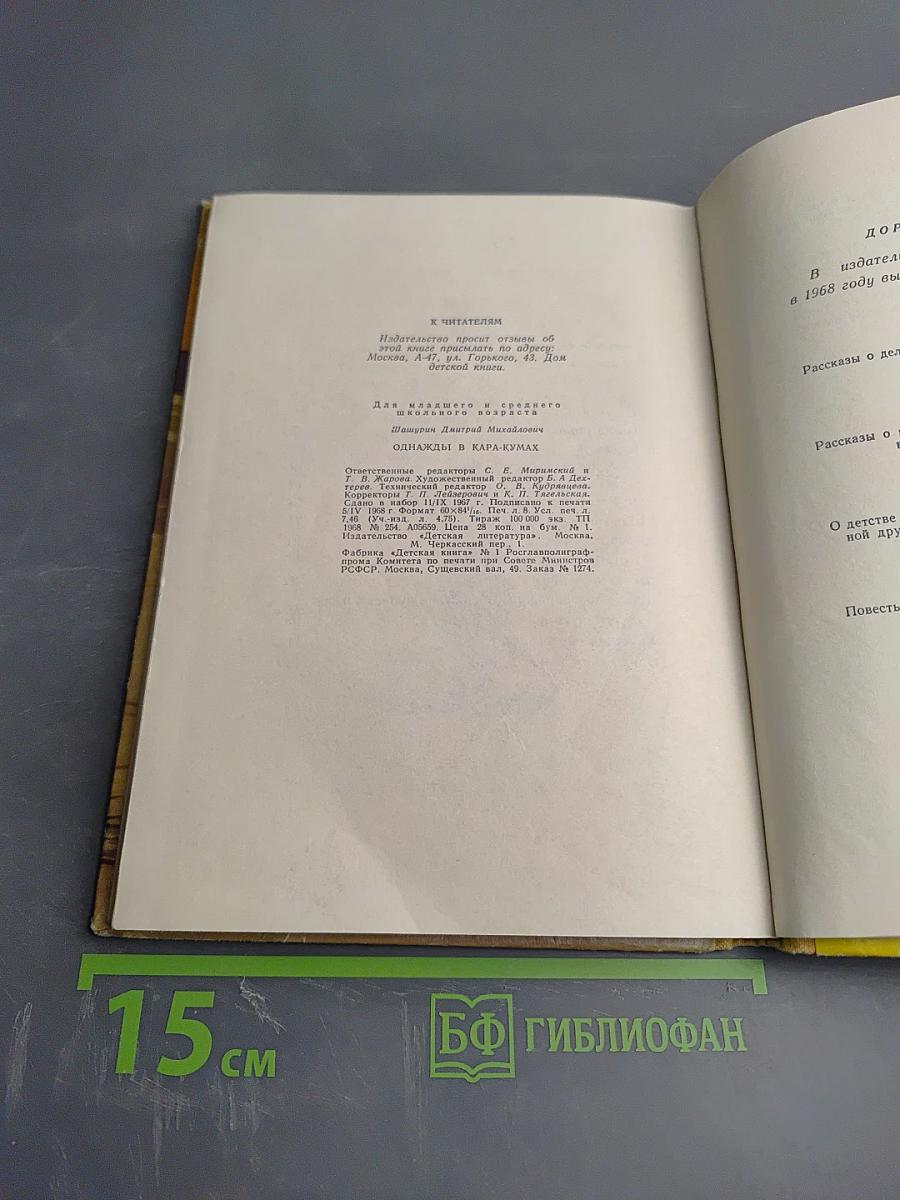 К ЧИТАТЕЛЯМ
Издательство просит отзывы об
этой книге присылать по адресу:
Москва, А-47, ул. Горького, 43. Дом
детской книги.
Для младшего и среднего
школьного возраста
Шашурин Дмитрий Михайлович
ОДНАЖДЫ В КАРА-КУМАХ
Ответственные редакторы С. Е. Миримский и
Т. В. Жарова. Художественный редактор Б. А Дех-
терев. Технический редактор О. В. Кудрявцева.
Корректоры Т. П. Лейзерович и К. П. Тягельская.
Сдано в набор 11/IX 1967 г. Подписано к печати
5/IV 1968 г. Формат 60×84¹/₁₆. Печ. л. 8. Усл. печ. л.
7,46 (Уч.-изд. л. 4,75). Тираж 100 000 экз. ТП
1968 № 254. А05659. Цена 28 коп. на бум. № 1.
Издательство «Детская литература». Москва,
М. Черкасский пер., 1.
Фабрика «Детская книга» № 1 Росглавполиграф-
прома Комитета по печати при Совете Министров
РСФСР. Москва, Сущевский вал, 49. Заказ № 1274.
ДОР
В издател
в 1968 году вы
Рассказы о дел
Рассказы о
О детстве
ной дру
Повесть
15 см
БФ ГИБЛИОФАН